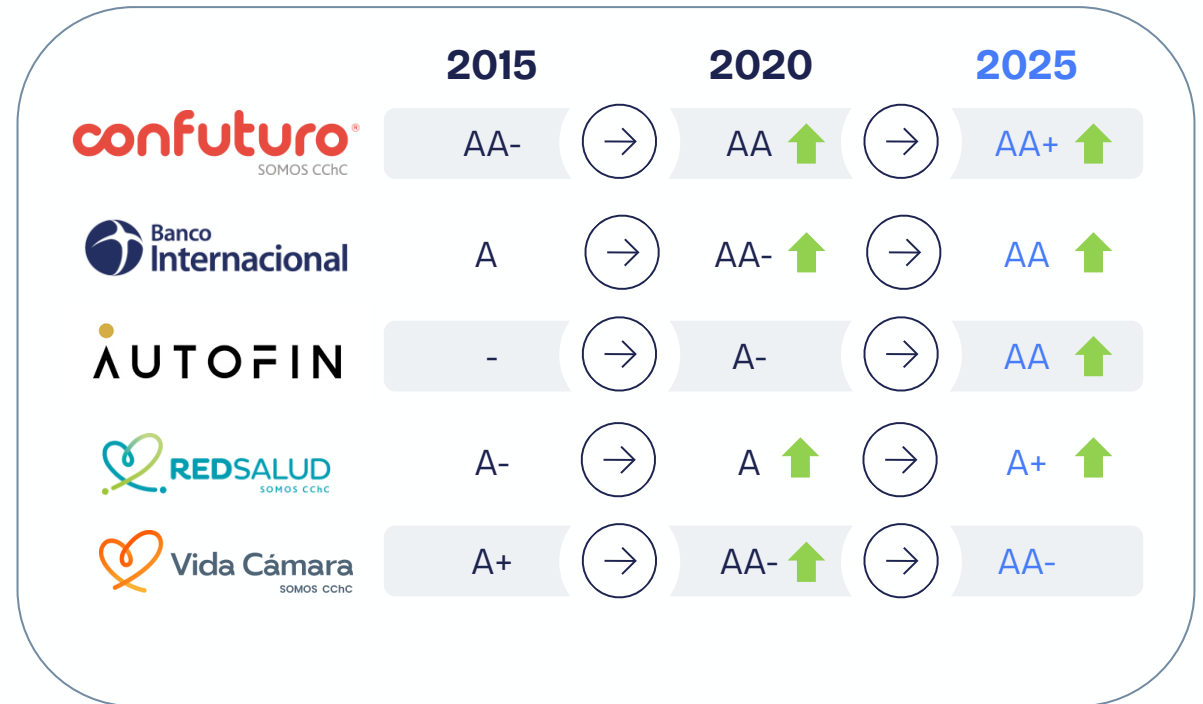 2015 2020 2025
confuturo®
SOMOS CChC
AA- AA AA+
Banco
Internacional
A AA- AA
AUTOFIN
- A- AA
REDSALUD
SOMOS CChC
A- A A+
Vida Cámara
SOMOS CChC
A+ AA- AA-